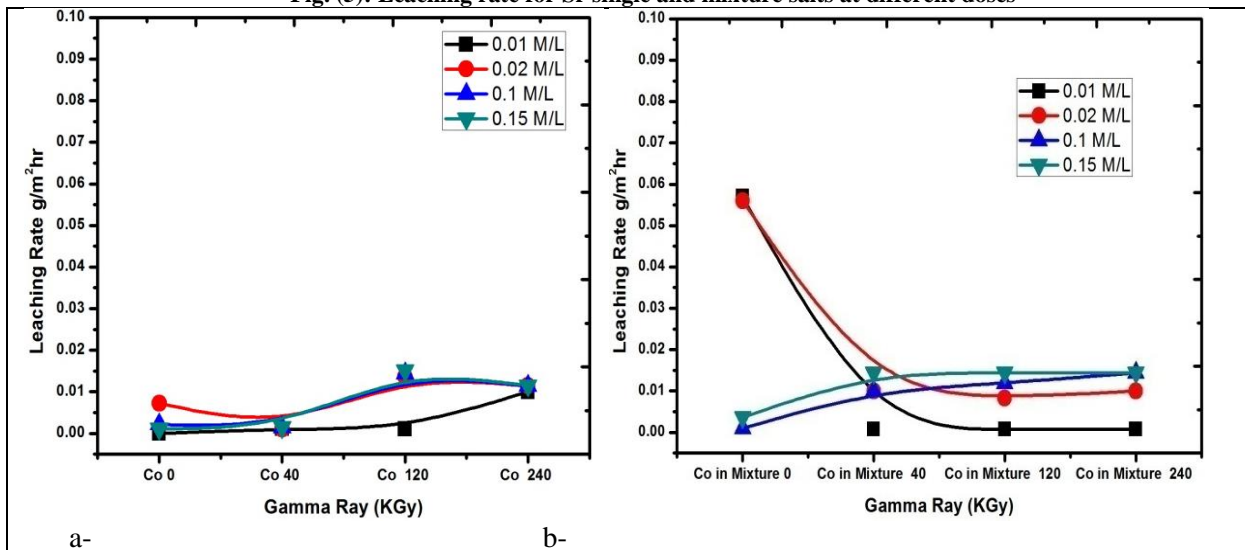 Fig. (3): Leaching rate for Sr single and mixture salts at different doses
0.10
0.09
0.08
0.07
0.06
0.05
0.04
0.03
0.02
0.01
0.00
Leaching Rate g/m²hr
0.01 M/L
0.02 M/L
0.1 M/L
0.15 M/L
Co 0 Co 40 Co 120 Co 240
Gamma Ray (KGy)
a-
0.10
0.09
0.08
0.07
0.06
0.05
0.04
0.03
0.02
0.01
0.00
Leaching Rate g/m²hr
0.01 M/L
0.02 M/L
0.1 M/L
0.15 M/L
Co in Mixture 0 Co in Mixture 40 Co in Mixture 120 Co in Mixture 240
Gamma Ray (KGy)
b-